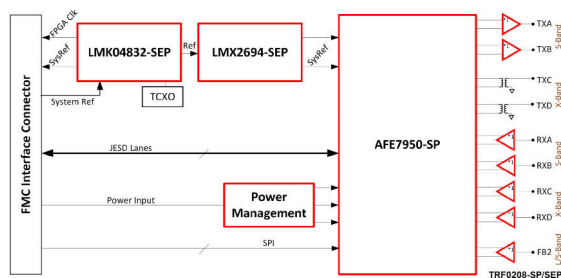 FPGA Clk
LMK04832-SEP
Ref
LMX2694-SEP
SysRef
SysRef
TCXO
System Ref
FMC Interface Connector
JESD Lanes
AFE7950-SP
Power Input
Power
Management
SPI
TXA
TXB
S-Band
TXC
TXD
X-Band
RXA
RXB
S-Band
RXC
RXD
X-Band
FB2
L/S-Band
TRF0208-SP/SEP